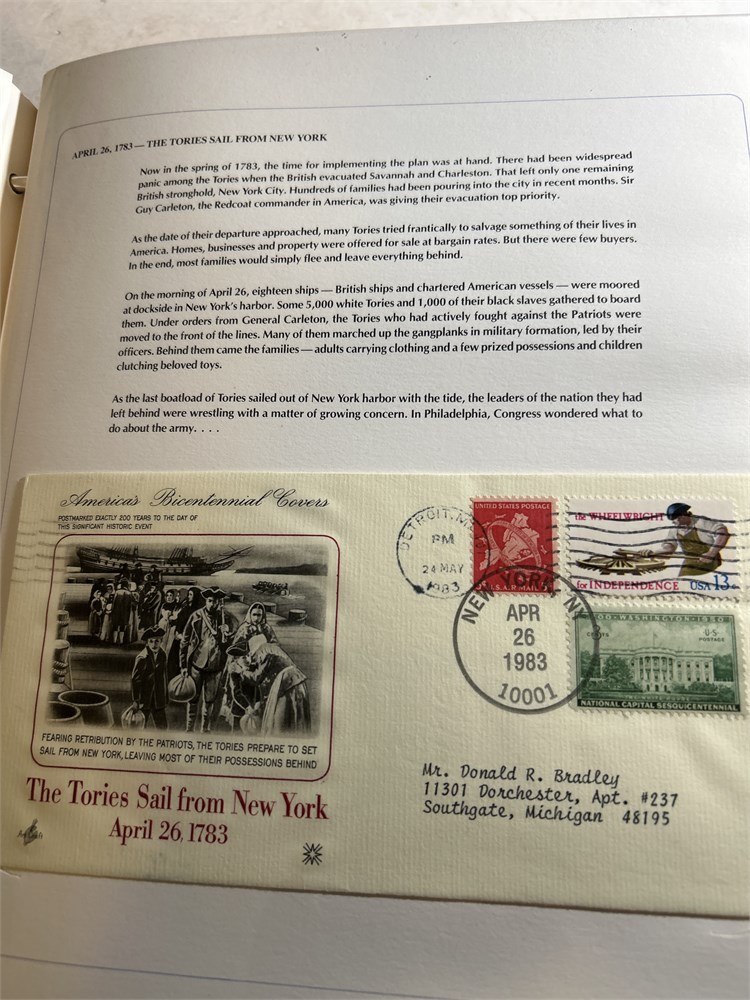 APRIL 26, 1783 — THE TORIES SAIL FROM NEW YORK
Now in the spring of 1783, the time for implementing the plan was at hand. There had been widespread
panic among the Tories when the British evacuated Savannah and Charleston. That left only one remaining
British stronghold, New York City. Hundreds of families had been pouring into the city in recent months. Sir
Guy Carleton, the Redcoat commander in America, was giving their evacuation top priority.
As the date of their departure approached, many Tories tried frantically to salvage something of their lives in
America. Homes, businesses and property were offered for sale at bargain rates. But there were few buyers.
In the end, most families would simply flee and leave everything behind.
On the morning of April 26, eighteen ships — British ships and chartered American vessels — were moored
at dockside in New York's harbor. Some 5,000 white Tories and 1,000 of their black slaves gathered to board
them. Under orders from General Carleton, the Tories who had actively fought against the Patriots were
moved to the front of the lines. Many of them marched up the gangplanks in military formation, led by their
officers. Behind them came the families — adults carrying clothing and a few prized possessions and children
clutching beloved toys.
As the last boatload of Tories sailed out of New York harbor with the tide, the leaders of the nation they had
left behind were wrestling with a matter of growing concern. In Philadelphia, Congress wondered what to
do about the army. . . .
America's Bicentennial Covers
POSTMARKED EXACTLY 200 YEARS TO THE DAY OF
THIS SIGNIFICANT HISTORIC EVENT
DETROIT, MI
PM
24 MAY
1983
UNITED STATES POSTAGE
the WHEELWRIGHT
for INDEPENDENCE USA 13c
NEW YORK, NY
APR
26
1983
10001
WASHINGTON-1950
CENTS
U·S
POSTAGE
NATIONAL CAPITAL SESQUICENTENNIAL
FEARING RETRIBUTION BY THE PATRIOTS, THE TORIES PREPARE TO SET
SAIL FROM NEW YORK, LEAVING MOST OF THEIR POSSESSIONS BEHIND
The Tories Sail from New York
April 26, 1783
Mr. Donald R. Bradley
11301 Dorchester, Apt. #237
Southgate, Michigan 48195